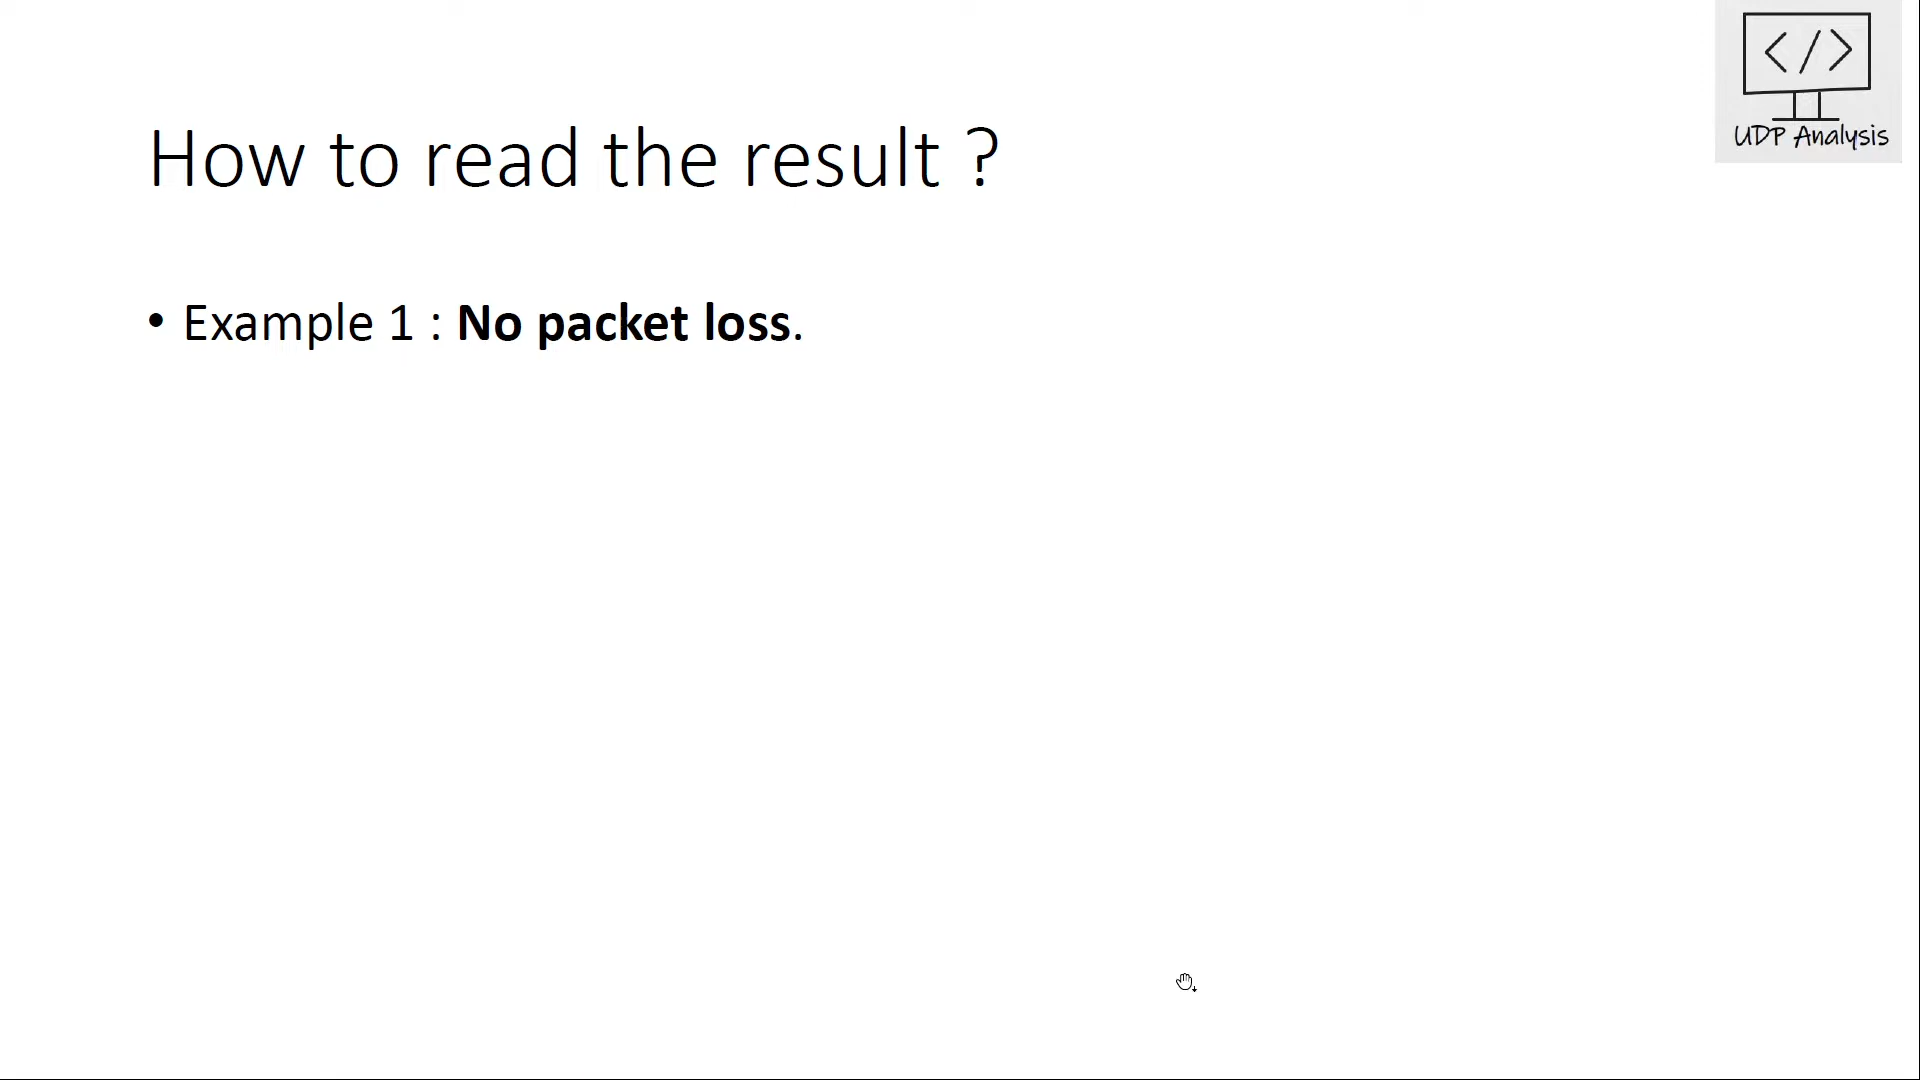 UDP Analysis
How to read the result ?
• Example 1 : No packet loss.